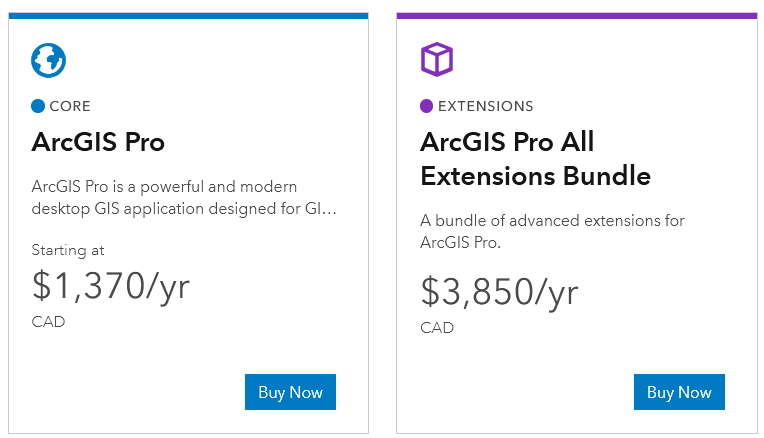 CORE
ArcGIS Pro
ArcGIS Pro is a powerful and modern
desktop GIS application designed for GI…
Starting at
$1,370/yr
CAD
Buy Now
EXTENSIONS
ArcGIS Pro All
Extensions Bundle
A bundle of advanced extensions for
ArcGIS Pro.
$3,850/yr
CAD
Buy Now